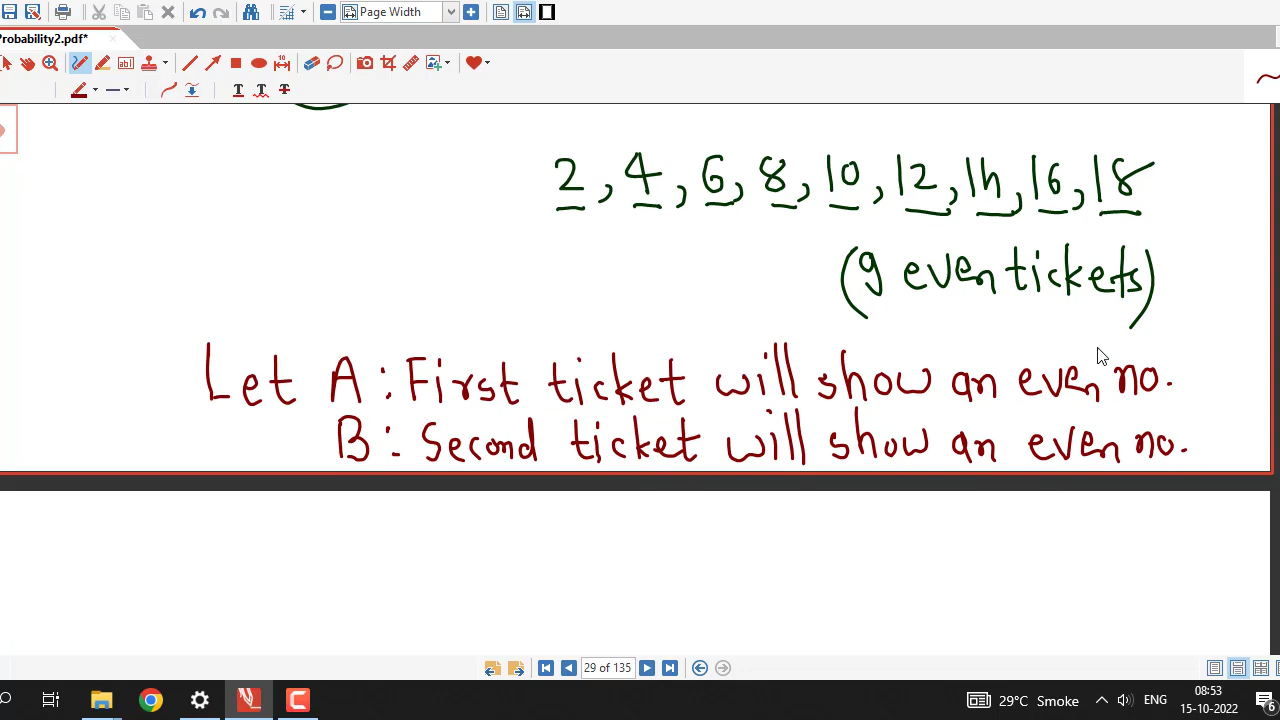 Page Width
Probability2.pdf*
2, 4, 6, 8, 10, 12, 14, 16, 18
(9 even tickets)
Let A: First ticket will show an even no.
B: Second ticket will show an even no.
29 of 135
29°C Smoke
ENG
08:53
15-10-2022
6